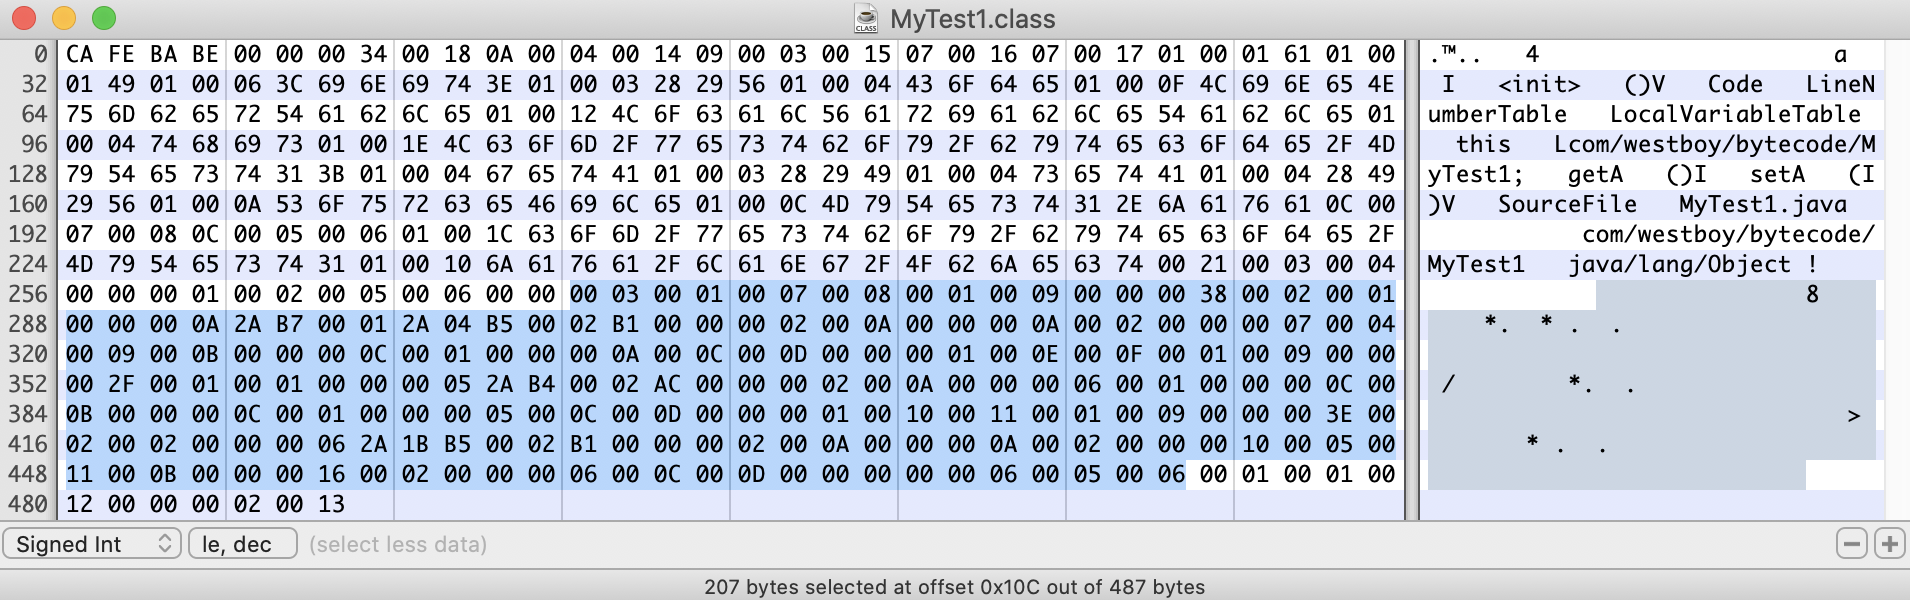 CLASS
MyTest1.class
0 CA FE BA BE 00 00 00 34 00 18 0A 00 04 00 14 09 00 03 00 15 07 00 16 07 00 17 01 00 01 61 01 00 .™.. 4 a
32 01 49 01 00 06 3C 69 6E 69 74 3E 01 00 03 28 29 56 01 00 04 43 6F 64 65 01 00 0F 4C 69 6E 65 4E I <init> ()V Code LineN
64 75 6D 62 65 72 54 61 62 6C 65 01 00 12 4C 6F 63 61 6C 56 61 72 69 61 62 6C 65 54 61 62 6C 65 01 umberTable LocalVariableTable
96 00 04 74 68 69 73 01 00 1E 4C 63 6F 6D 2F 77 65 73 74 62 6F 79 2F 62 79 74 65 63 6F 64 65 2F 4D this Lcom/westboy/bytecode/M
128 79 54 65 73 74 31 3B 01 00 04 67 65 74 41 01 00 03 28 29 49 01 00 04 73 65 74 41 01 00 04 28 49 yTest1; getA ()I setA (I
160 29 56 01 00 0A 53 6F 75 72 63 65 46 69 6C 65 01 00 0C 4D 79 54 65 73 74 31 2E 6A 61 76 61 0C 00 )V SourceFile MyTest1.java
192 07 00 08 0C 00 05 00 06 01 00 1C 63 6F 6D 2F 77 65 73 74 62 6F 79 2F 62 79 74 65 63 6F 64 65 2F com/westboy/bytecode/
224 4D 79 54 65 73 74 31 01 00 10 6A 61 76 61 2F 6C 61 6E 67 2F 4F 62 6A 65 63 74 00 21 00 03 00 04 MyTest1 java/lang/Object !
256 00 00 00 01 00 02 00 05 00 06 00 00 00 03 00 01 00 07 00 08 00 01 00 09 00 00 00 38 00 02 00 01 8
288 00 00 00 0A 2A B7 00 01 2A 04 B5 00 02 B1 00 00 00 02 00 0A 00 00 00 0A 00 02 00 00 00 07 00 04 *. * . .
320 00 09 00 0B 00 00 00 0C 00 01 00 00 00 0A 00 0C 00 0D 00 00 00 01 00 0E 00 0F 00 01 00 09 00 00
352 00 2F 00 01 00 01 00 00 00 05 2A B4 00 02 AC 00 00 00 02 00 0A 00 00 00 06 00 01 00 00 00 0C 00 / *. .
384 0B 00 00 00 0C 00 01 00 00 00 05 00 0C 00 0D 00 00 00 01 00 10 00 11 00 01 00 09 00 00 00 3E 00 >
416 02 00 02 00 00 00 06 2A 1B B5 00 02 B1 00 00 00 02 00 0A 00 00 00 0A 00 02 00 00 00 10 00 05 00 * . .
448 11 00 0B 00 00 00 16 00 02 00 00 00 06 00 0C 00 0D 00 00 00 00 00 06 00 05 00 06 00 01 00 01 00
480 12 00 00 00 02 00 13
Signed Int le, dec (select less data)
207 bytes selected at offset 0x10C out of 487 bytes